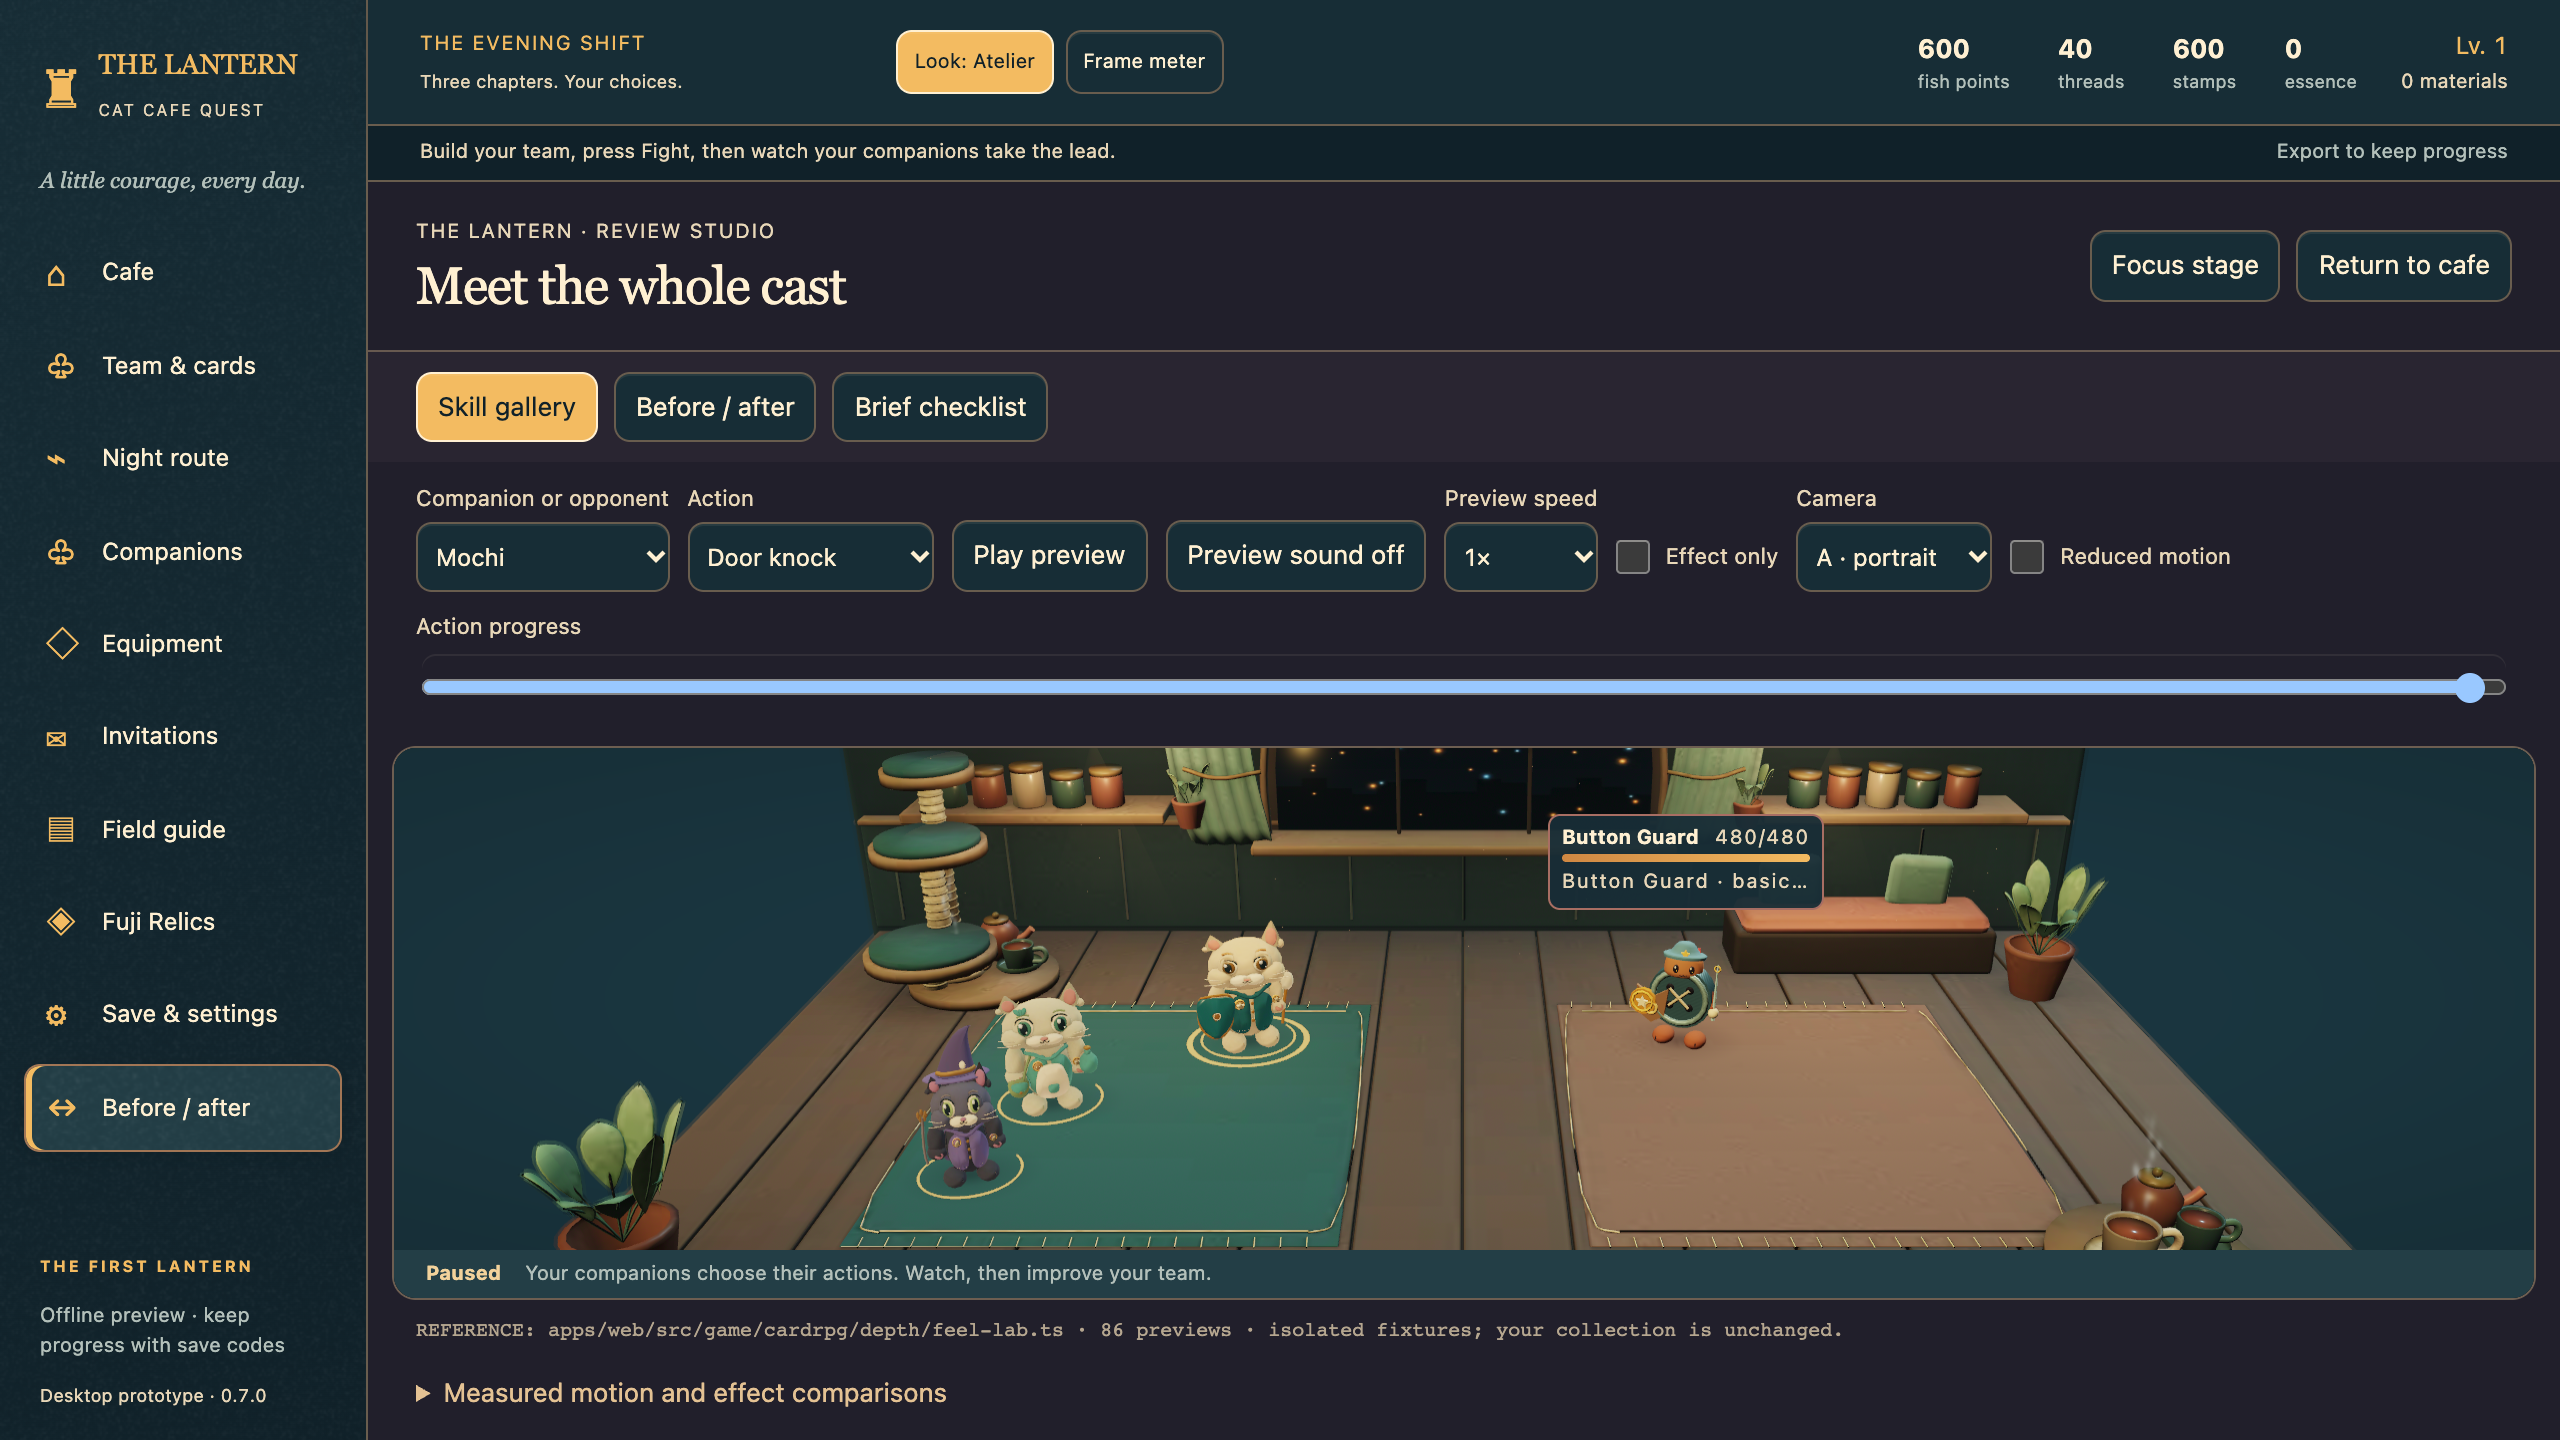 THE LANTERN
CAT CAFE QUEST
A little courage, every day.
Cafe
Team & cards
Night route
Companions
Equipment
Invitations
Field guide
Fuji Relics
Save & settings
Before / after
THE FIRST LANTERN
Offline preview · keep
progress with save codes
Desktop prototype · 0.7.0
THE EVENING SHIFT
Three chapters. Your choices.
Look: Atelier
Frame meter
600 fish points
40 threads
600 stamps
0 essence
Lv. 1
0 materials
Build your team, press Fight, then watch your companions take the lead.
Export to keep progress
THE LANTERN · REVIEW STUDIO
Meet the whole cast
Focus stage
Return to cafe
Skill gallery
Before / after
Brief checklist
Companion or opponent
Mochi
Action
Door knock
Play preview
Preview sound off
Preview speed
1×
Effect only
Camera
A · portrait
Reduced motion
Action progress
Button Guard 480/480
Button Guard · basic…
Paused Your companions choose their actions. Watch, then improve your team.
REFERENCE: apps/web/src/game/cardrpg/depth/feel-lab.ts · 86 previews · isolated fixtures; your collection is unchanged.
Measured motion and effect comparisons